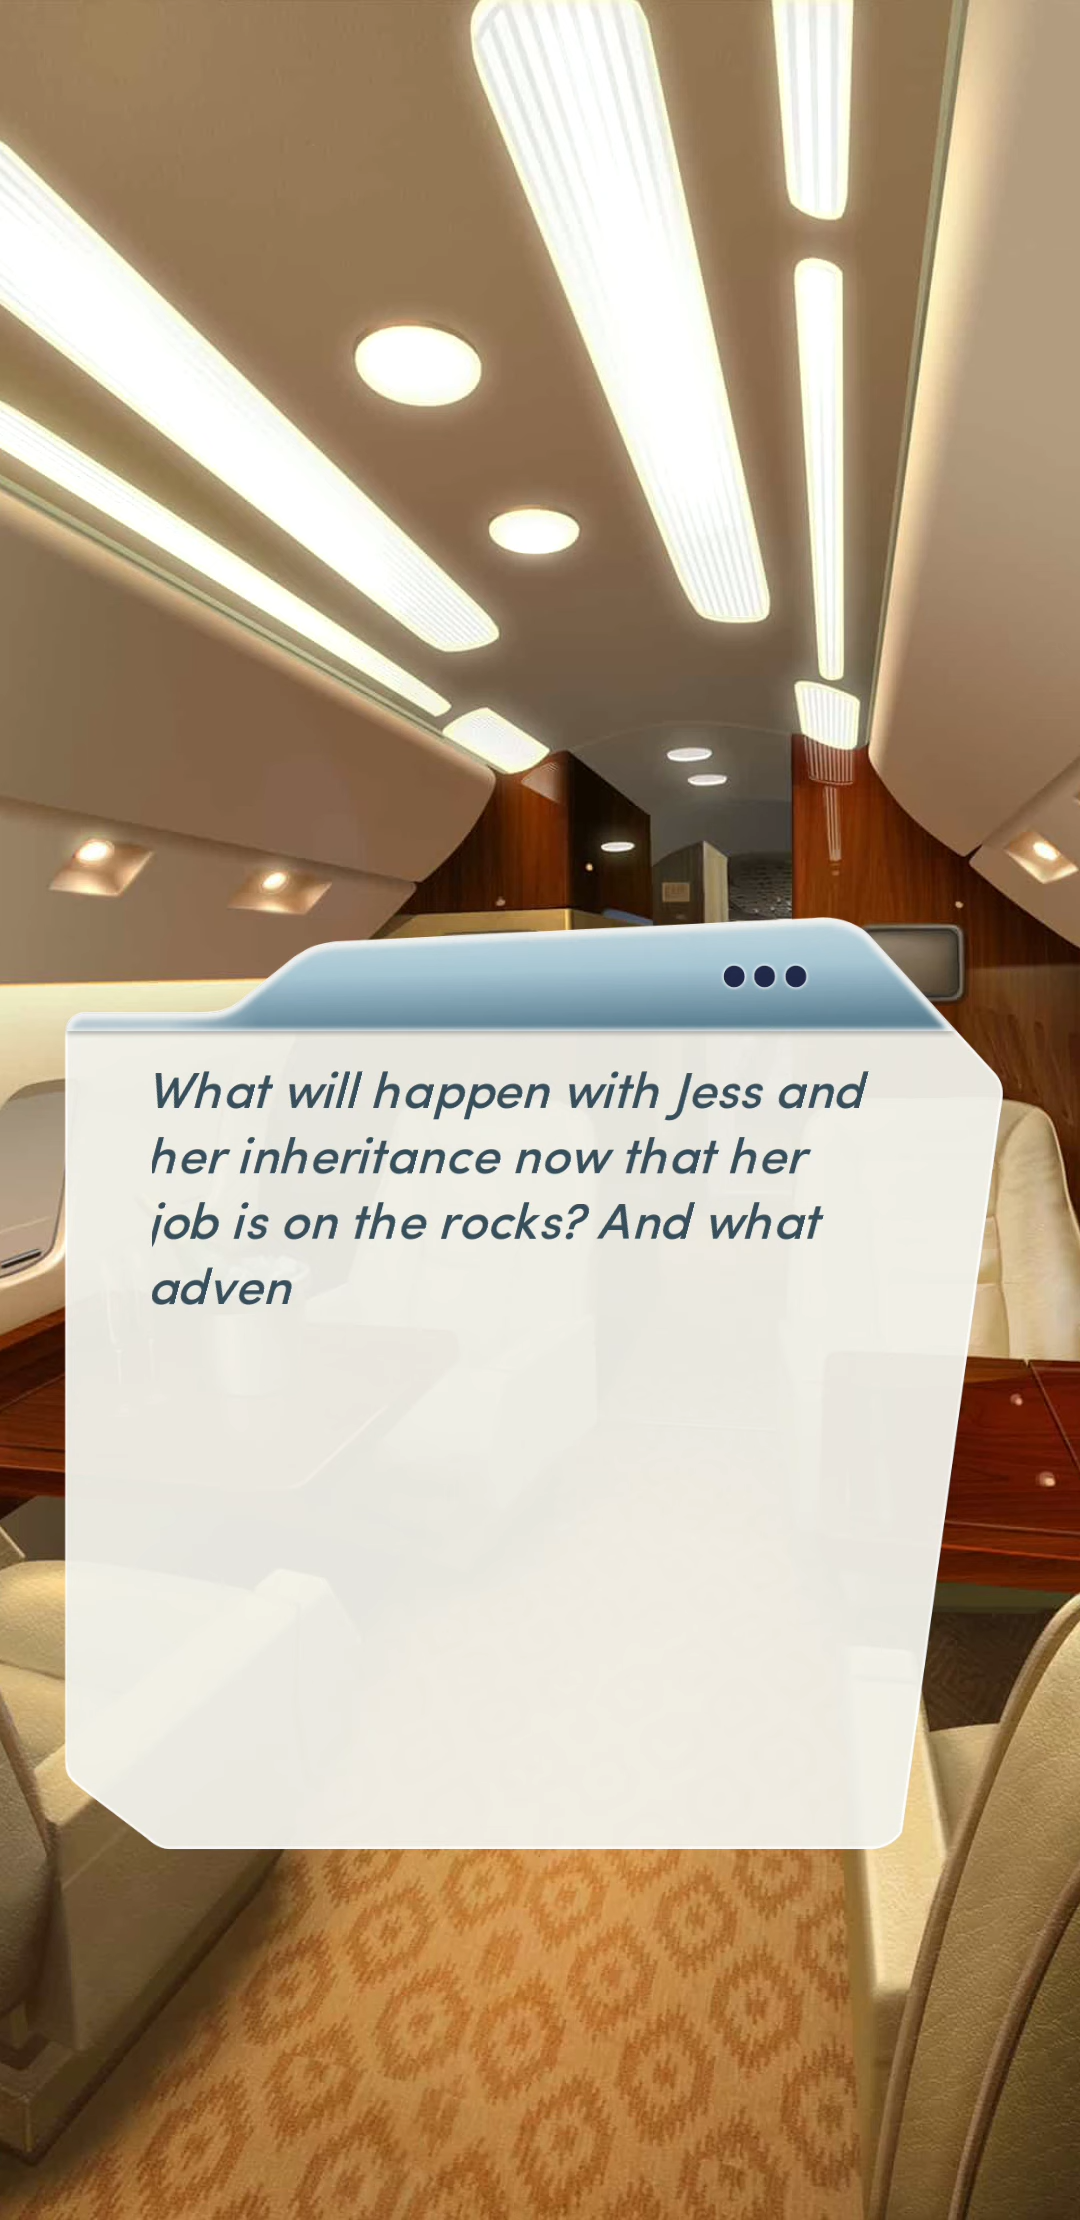 What will happen with Jess and
her inheritance now that her
job is on the rocks? And what
adven